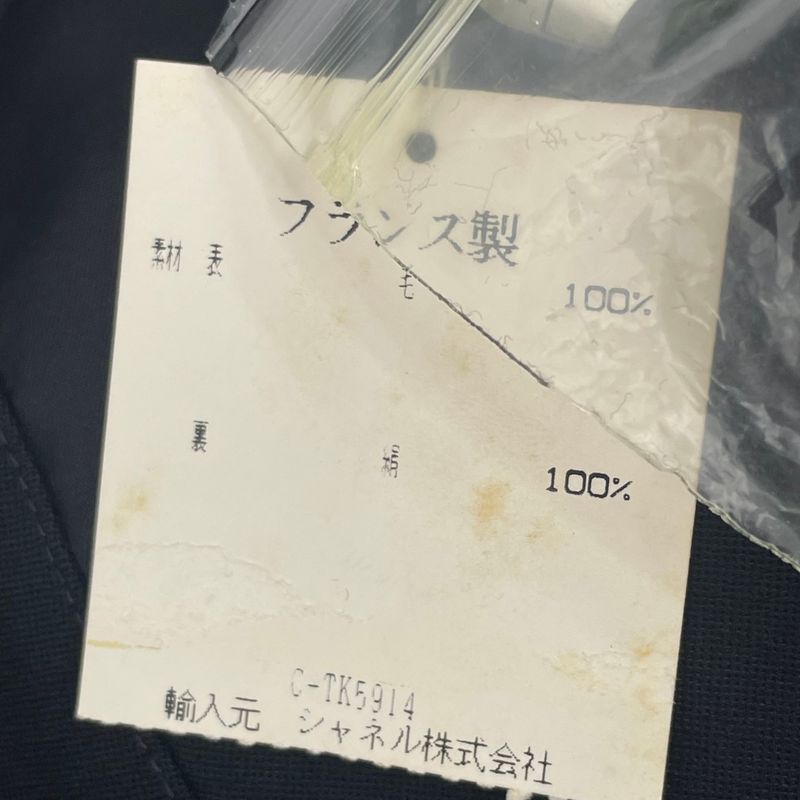 フランス製
素材 表 毛 100%
裏 絹 100%
C-TK5914
輸入元 シャネル株式会社